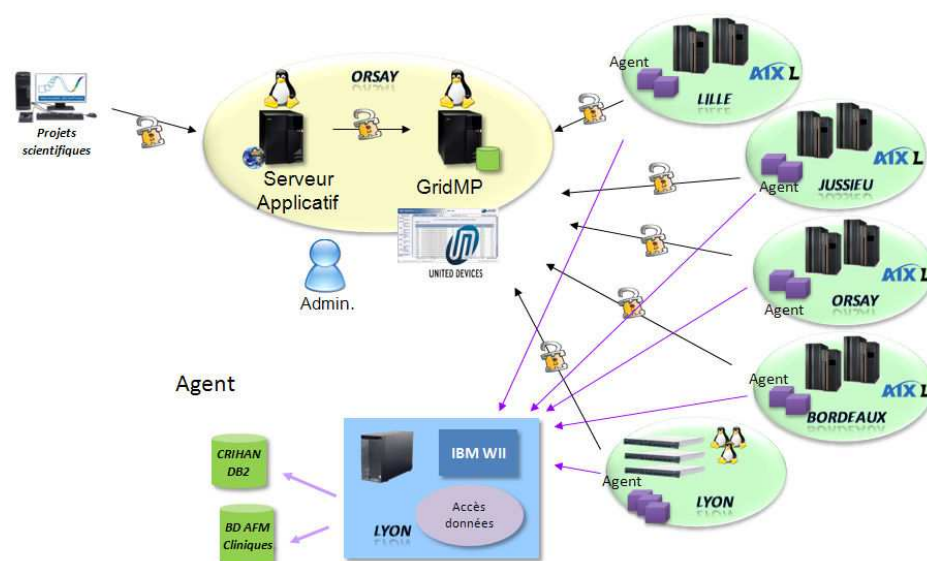 Projets
scientifiques
ORSAY
Serveur
Applicatif
GridMP
UNITED DEVICES
Admin.
Agent
LILLE
AIX L
Agent
JUSSIEU
AIX L
Agent
ORSAY
AIX L
Agent
BORDEAUX
AIX L
Agent
LYON
Agent
CRIHAN
DB2
BD AFM
Cliniques
IBM WII
Accès
données
LYON